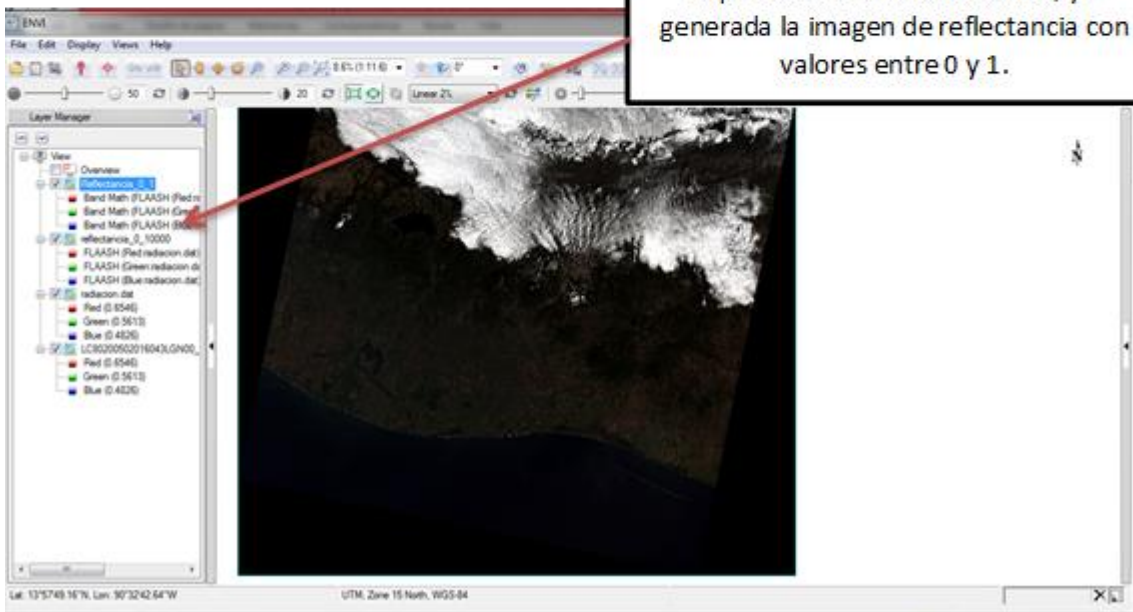 generada la imagen de reflectancia con
valores entre 0 y 1.
ENVI
File Edit Display Views Help
50 20 Linear 2%
Layer Manager
View
Overview
Reflectancia_0_1
Band Math (FLAASH (Red:r
Band Math (FLAASH (Gre
Band Math (FLAASH (B
reflectancia_0_10000
FLAASH (Red:radiacion.dat)
FLAASH (Green:radiacion.d
FLAASH (Blue:radiacion.dat
radiacion.dat
Red (0.6546)
Green (0.5613)
Blue (0.4826)
LC80200502016043LGN00_
Red (0.6546)
Green (0.5613)
Blue (0.4826)
N
Lat: 13°57'49.16"N, Lon: 90°32'42.64"W
UTM, Zone 15 North, WGS-84